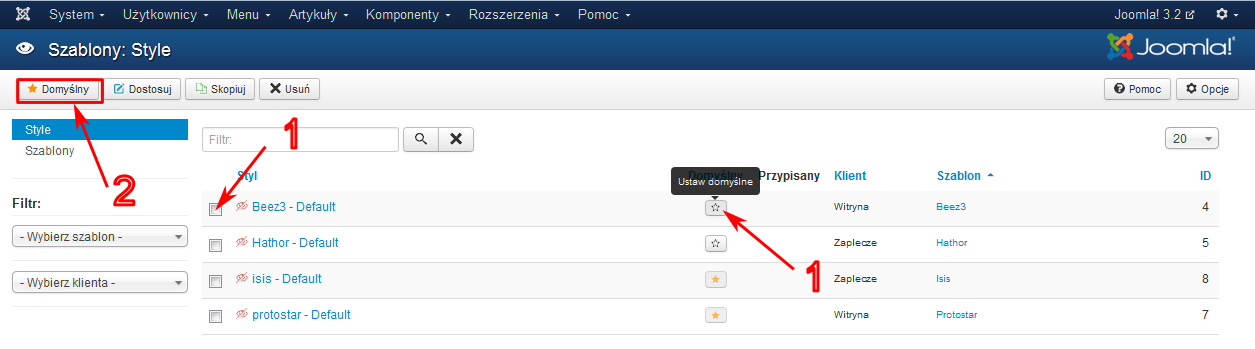 System Użytkownicy Menu Artykuły Komponenty Rozszerzenia Pomoc Joomla! 3.2
Szablony: Style Joomla!
Domyślny Dostosuj Skopiuj Usuń Pomoc Opcje
Style
Szablony
Filtr: 20
1
Ustaw domyślne
Styl Domyślny Przypisany Klient Szablon ID
2
Filtr:
Beez3 - Default Witryna Beez3 4
- Wybierz szablon -
Hathor - Default Zaplecze Hathor 5
1
isis - Default Zaplecze Isis 8
- Wybierz klienta -
protostar - Default Witryna Protostar 7